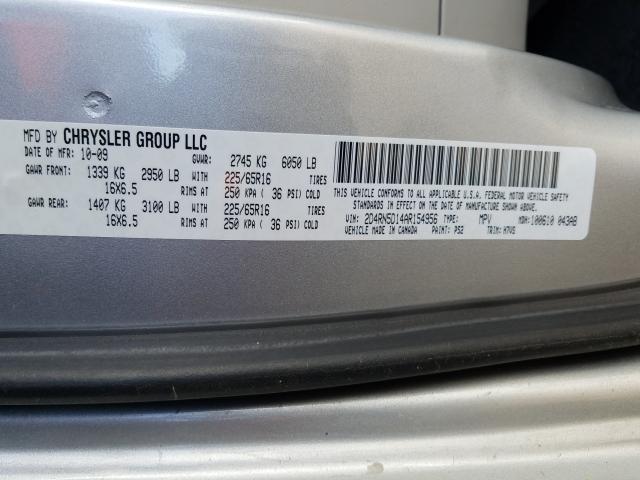 MFD BY CHRYSLER GROUP LLC
DATE OF MFR: 10-09 GVWR: 2745 KG 6050 LB
GAWR FRONT: 1339 KG 2950 LB WITH 225/65R16 TIRES
16X6.5 RIMS AT 250 KPA ( 36 PSI) COLD
GAWR REAR: 1407 KG 3100 LB WITH 225/65R16 TIRES
16X6.5 RIMS AT 250 KPA ( 36 PSI) COLD
THIS VEHICLE CONFORMS TO ALL APPLICABLE U.S.A. FEDERAL MOTOR VEHICLE SAFETY
STANDARDS IN EFFECT ON THE DATE OF MANUFACTURE SHOWN ABOVE.
VIN: 2D4RN5D14AR154956 TYPE: MPV MDH: 100610 043AB
VEHICLE MADE IN CANADA PAINT: PS2 TRIM: H7VS